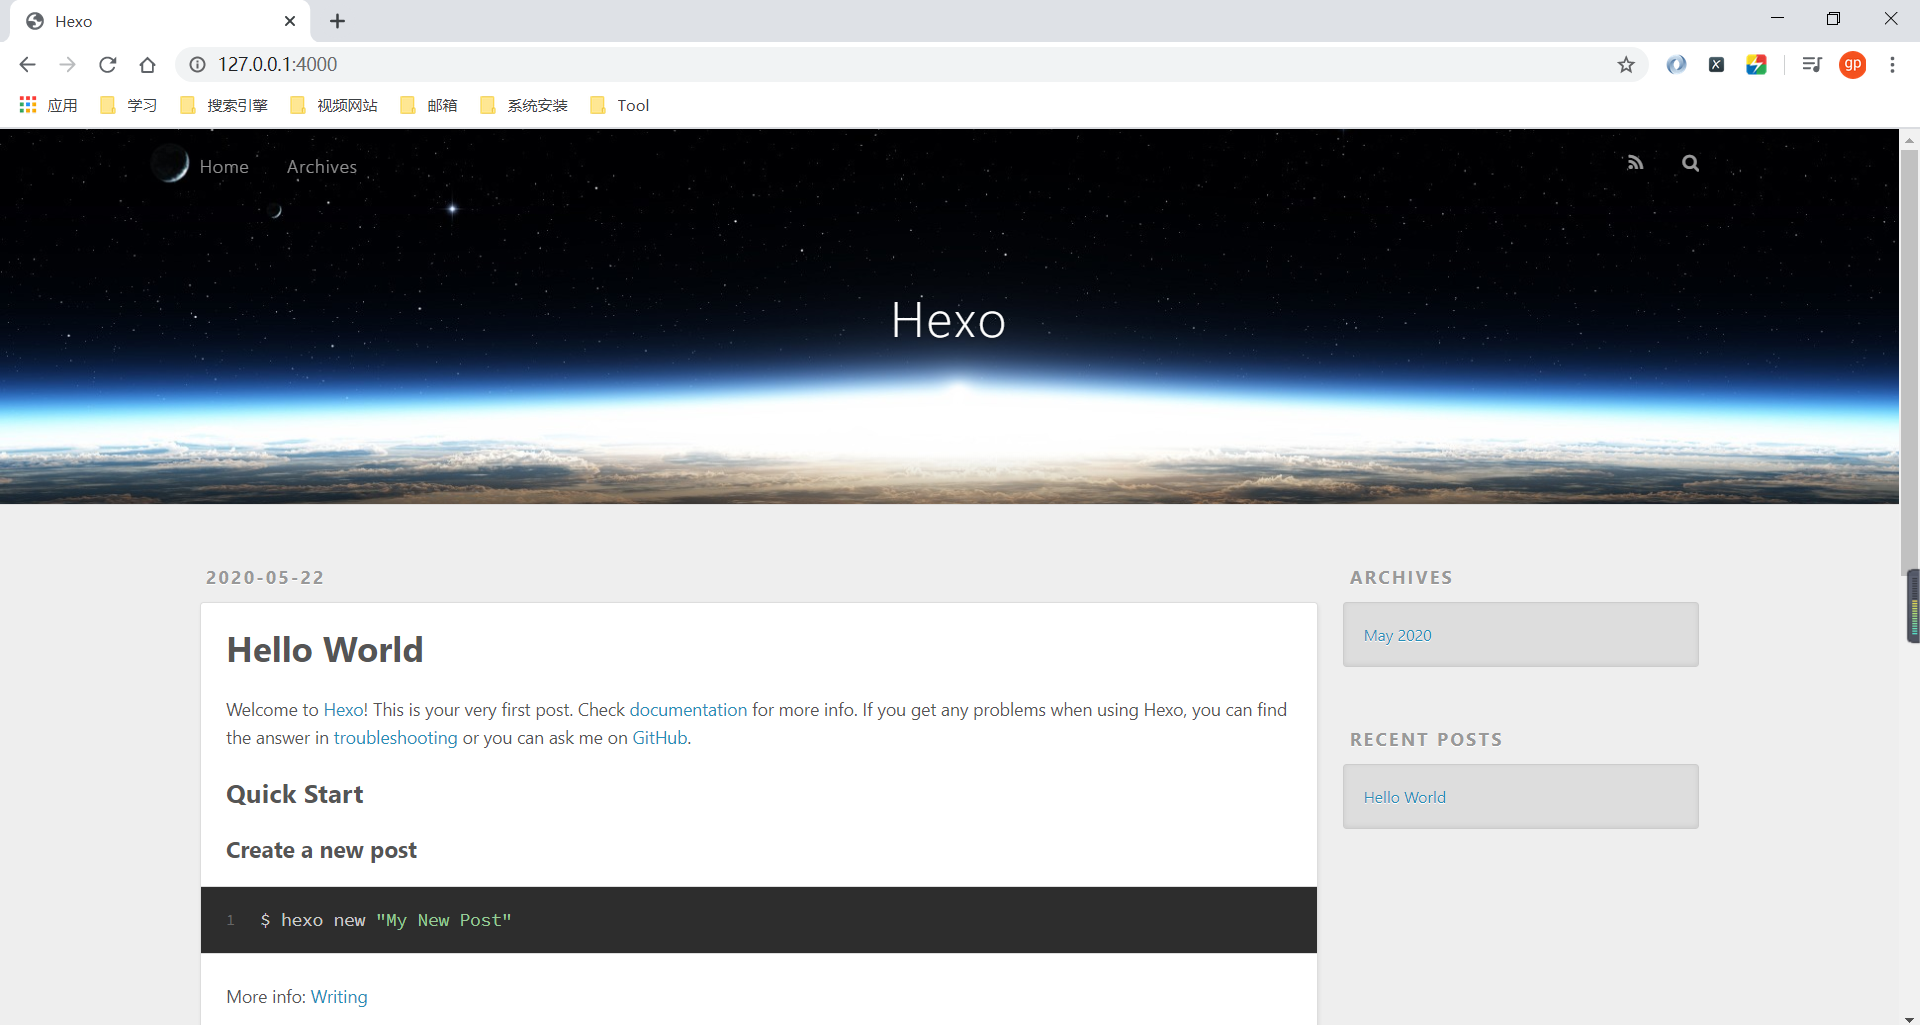 Hexo
127.0.0.1:4000
gp
应用 学习 搜索引擎 视频网站 邮箱 系统安装 Tool
Home Archives
Hexo
2020-05-22
Hello World
Welcome to Hexo! This is your very first post. Check documentation for more info. If you get any problems when using Hexo, you can find
the answer in troubleshooting or you can ask me on GitHub.
Quick Start
Create a new post
1 $ hexo new "My New Post"
More info: Writing
ARCHIVES
May 2020
RECENT POSTS
Hello World